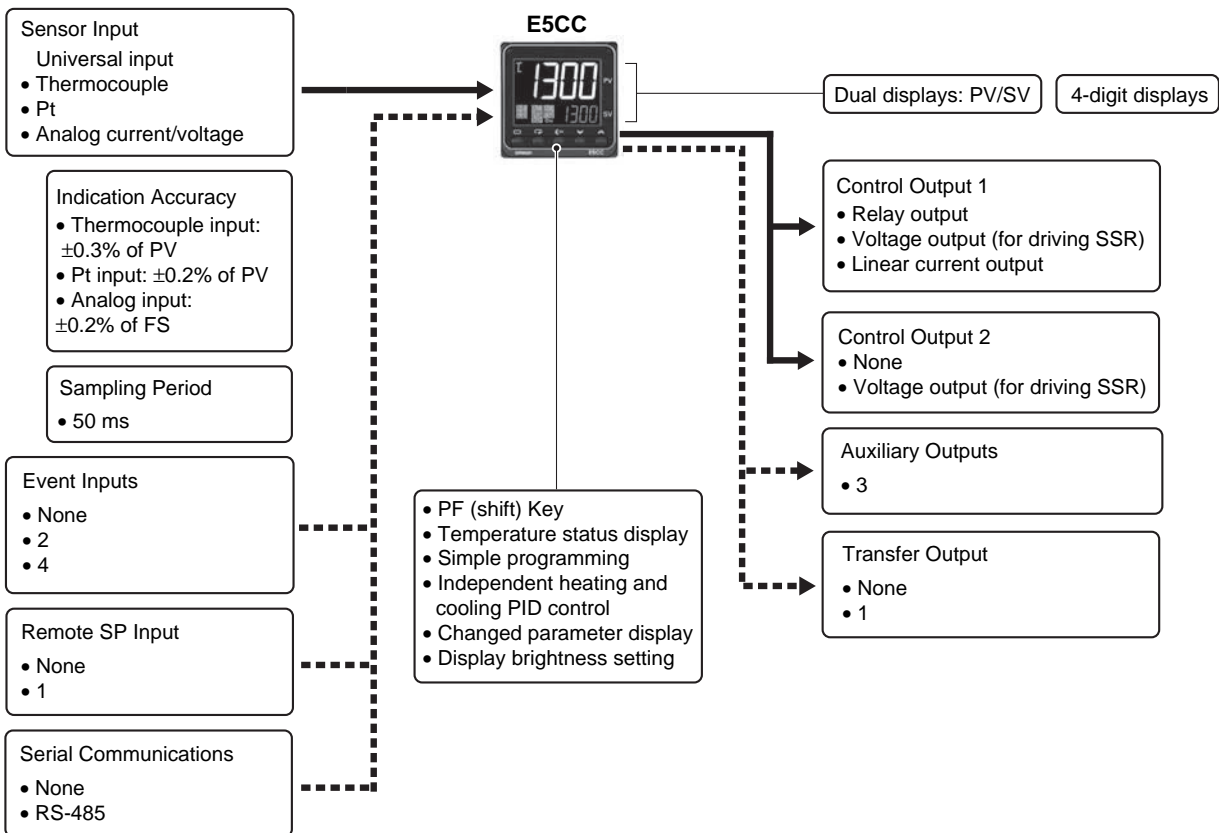 E5CC
Sensor Input
Universal input
• Thermocouple
• Pt
• Analog current/voltage
Indication Accuracy
• Thermocouple input:
±0.3% of PV
• Pt input: ±0.2% of PV
• Analog input:
±0.2% of FS
Sampling Period
• 50 ms
Event Inputs
• None
• 2
• 4
Remote SP Input
• None
• 1
Serial Communications
• None
• RS-485
1300
PV
1300
SV
OMRON
E5CC
• PF (shift) Key
• Temperature status display
• Simple programming
• Independent heating and
cooling PID control
• Changed parameter display
• Display brightness setting
Dual displays: PV/SV
4-digit displays
Control Output 1
• Relay output
• Voltage output (for driving SSR)
• Linear current output
Control Output 2
• None
• Voltage output (for driving SSR)
Auxiliary Outputs
• 3
Transfer Output
• None
• 1